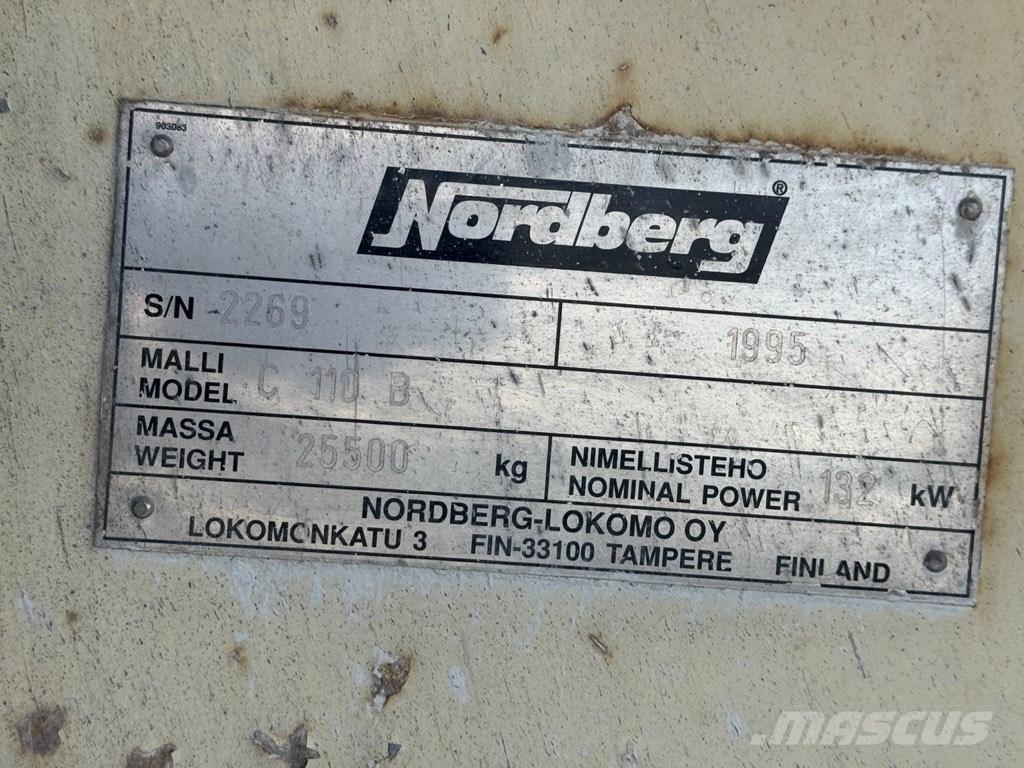 903083
Nordberg®
S/N 2269 1995
MALLI
MODEL C 110 B
MASSA
WEIGHT 25500 kg
NIMELLISTEHO
NOMINAL POWER 132 kW
NORDBERG-LOKOMO OY
LOKOMONKATU 3 FIN-33100 TAMPERE FINLAND
MASCUS